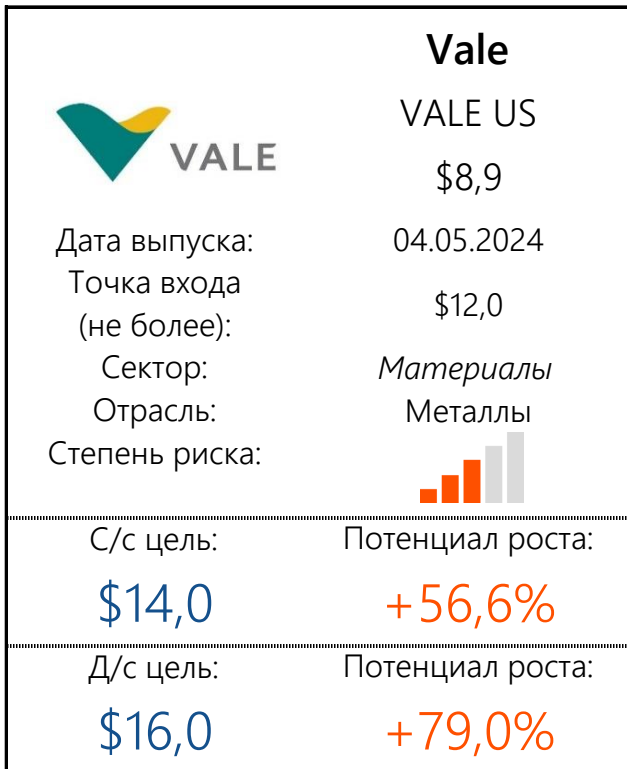 Vale
VALE US
VALE
$8,9
Дата выпуска: 04.05.2024
Точка входа
(не более): $12,0
Сектор: Материалы
Отрасль: Металлы
Степень риска:
С/с цель: Потенциал роста:
$14,0 +56,6%
Д/с цель: Потенциал роста:
$16,0 +79,0%